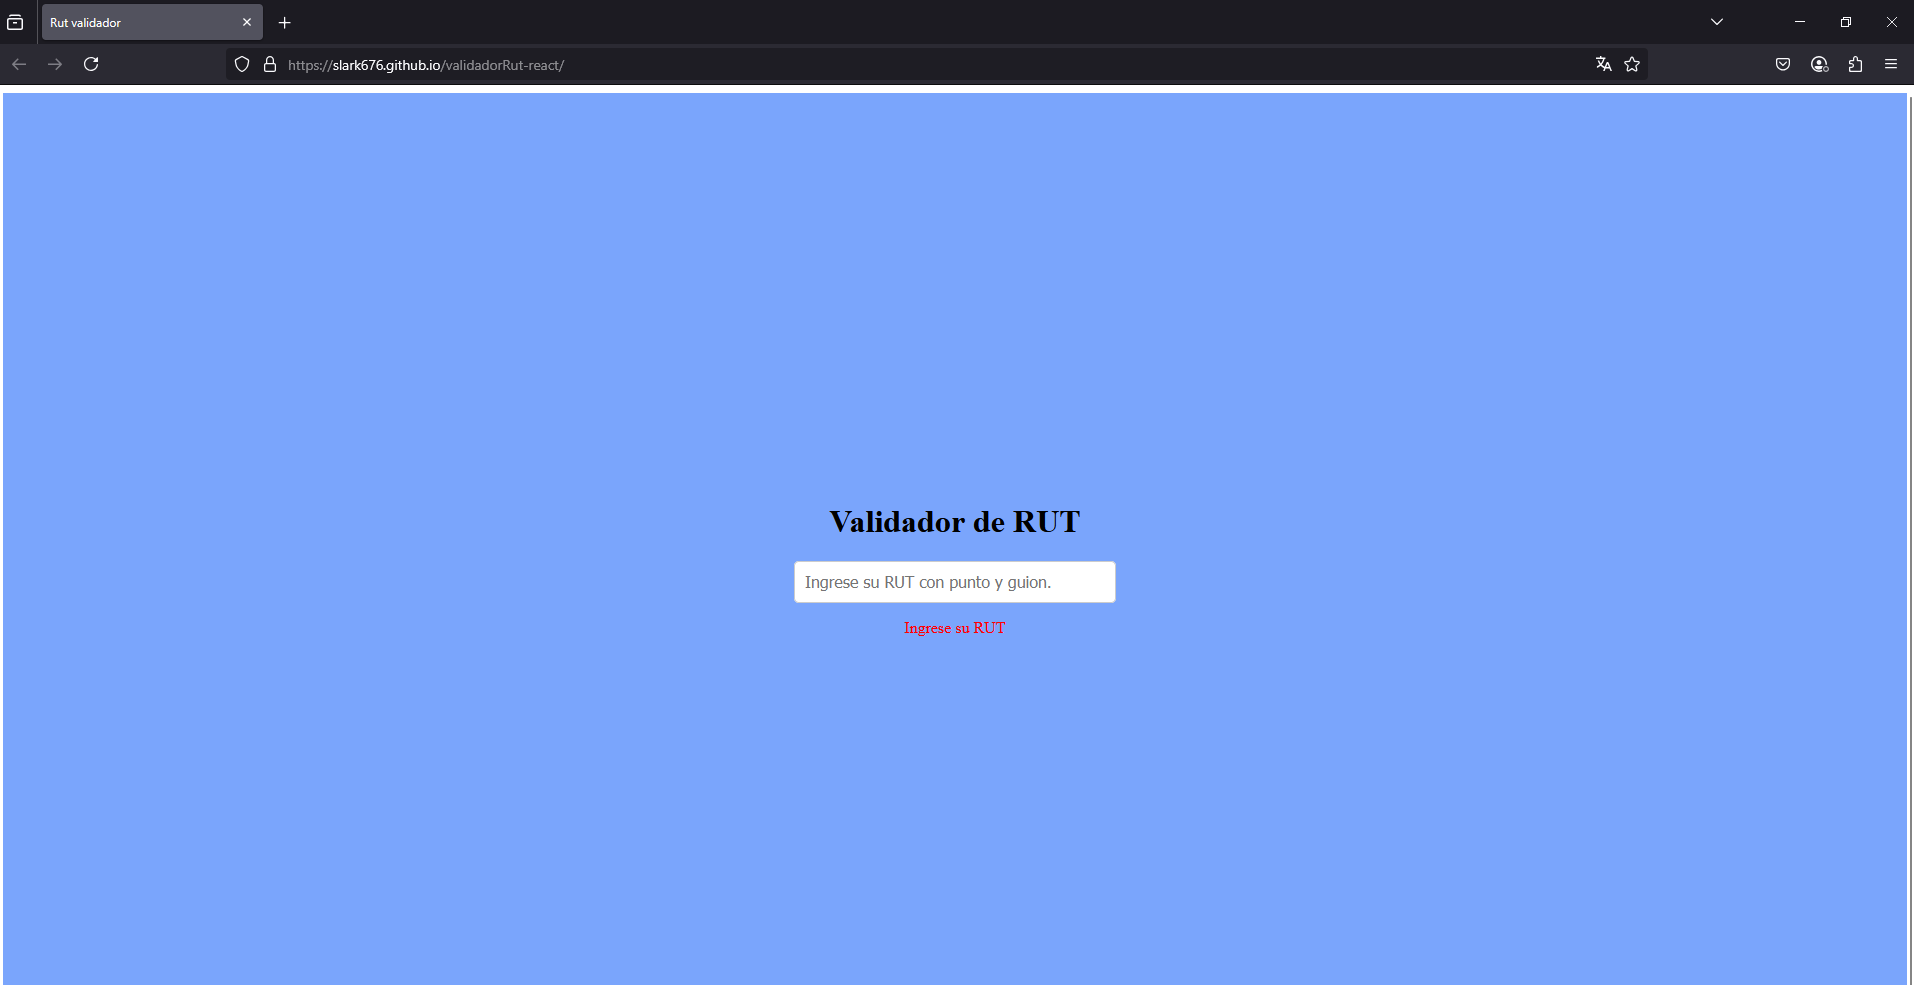 Rut validador
https://slark676.github.io/validadorRut-react/
Validador de RUT
Ingrese su RUT con punto y guion.
Ingrese su RUT